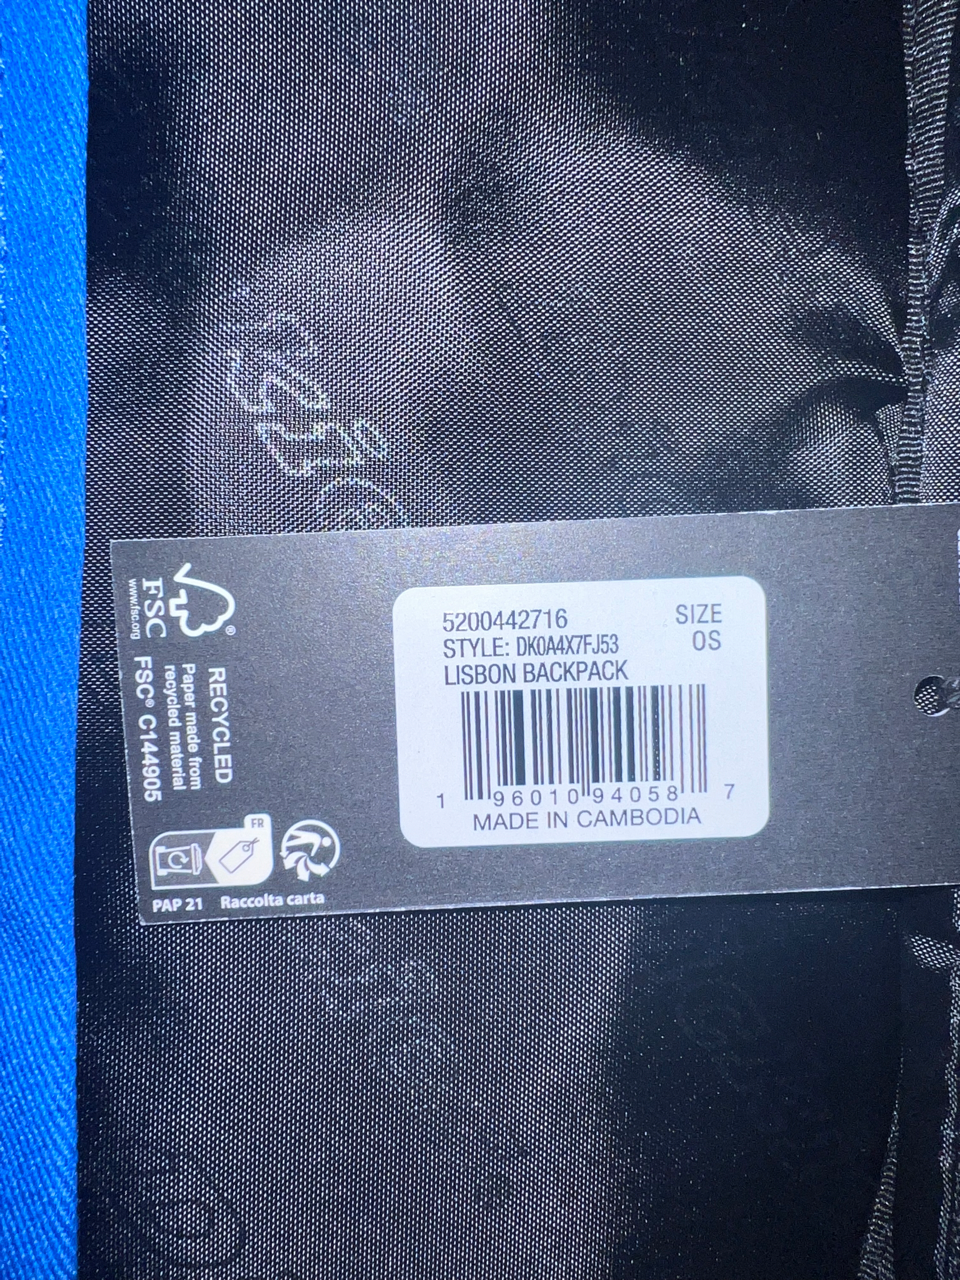 5200442716
SIZE
STYLE: DK0A4X7FJ53
OS
LISBON BACKPACK
1 96010 94058 7
MADE IN CAMBODIA
FSC®
www.fsc.org
RECYCLED
Paper made from
recycled material
FSC® C144905
FR
PAP 21 Raccolta carta